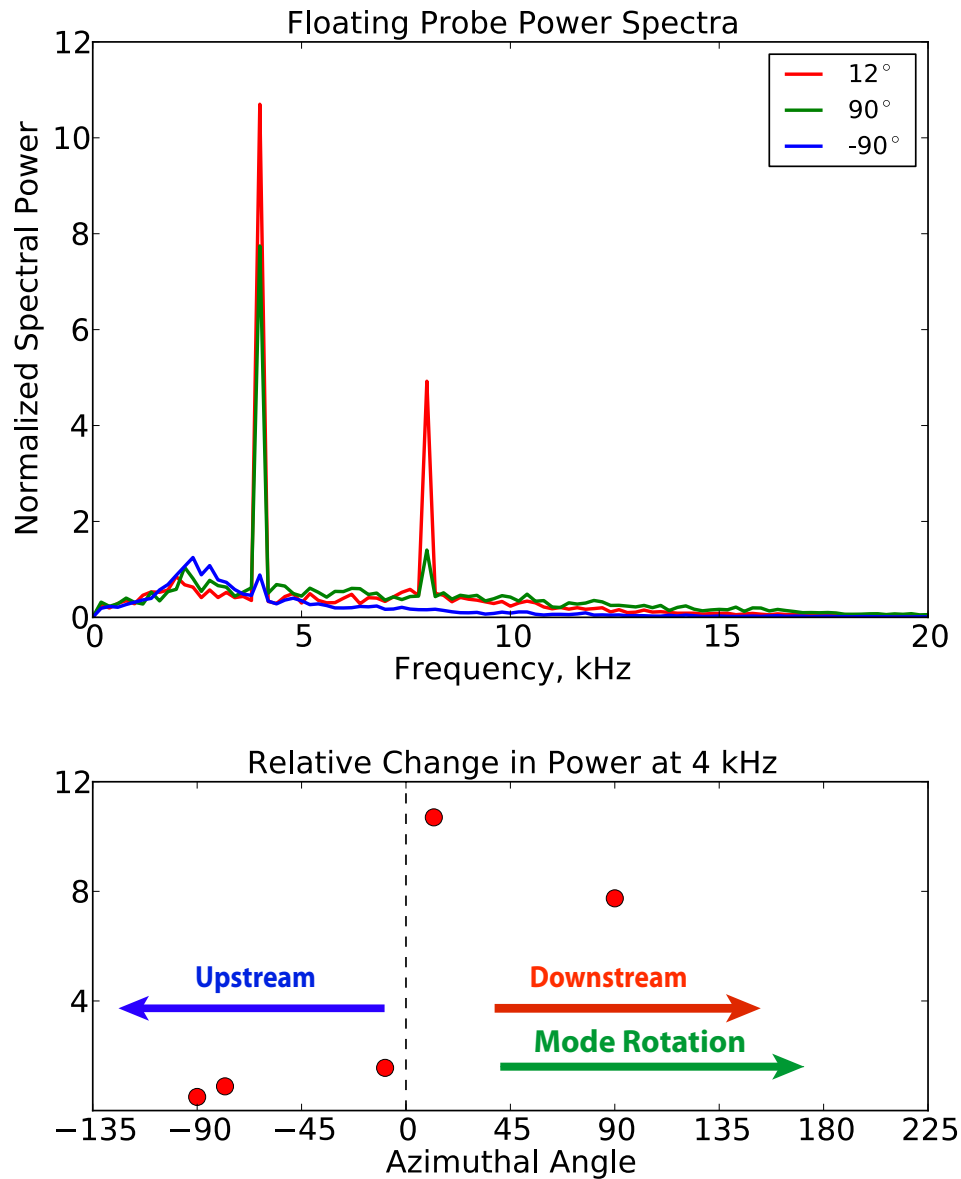 Floating Probe Power Spectra
12
10
8
6
4
2
0
Normalized Spectral Power
12°
90°
-90°
0 5 10 15 20
Frequency, kHz
Relative Change in Power at 4 kHz
12
8
4
Upstream
Downstream
Mode Rotation
−135 −90 −45 0 45 90 135 180 225
Azimuthal Angle